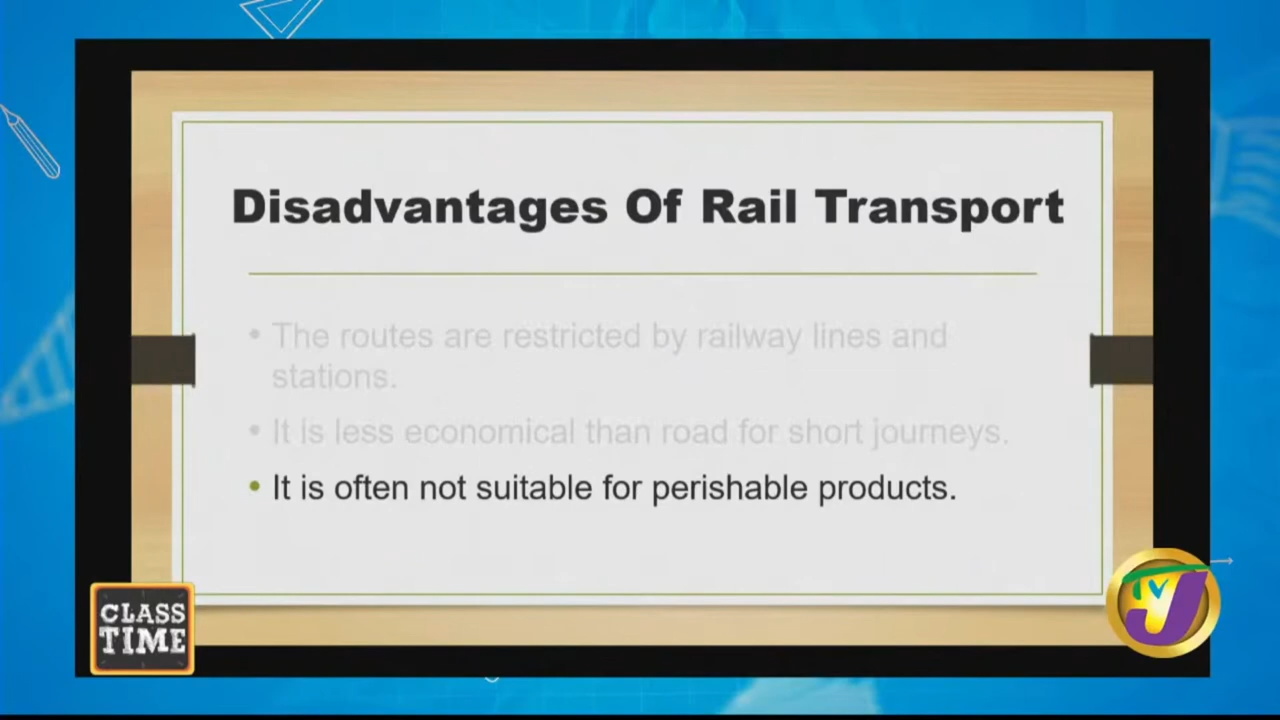 Disadvantages Of Rail Transport
• The routes are restricted by railway lines and
stations.
• It is less economical than road for short journeys.
• It is often not suitable for perishable products.
CLASS
TIME
TVJ